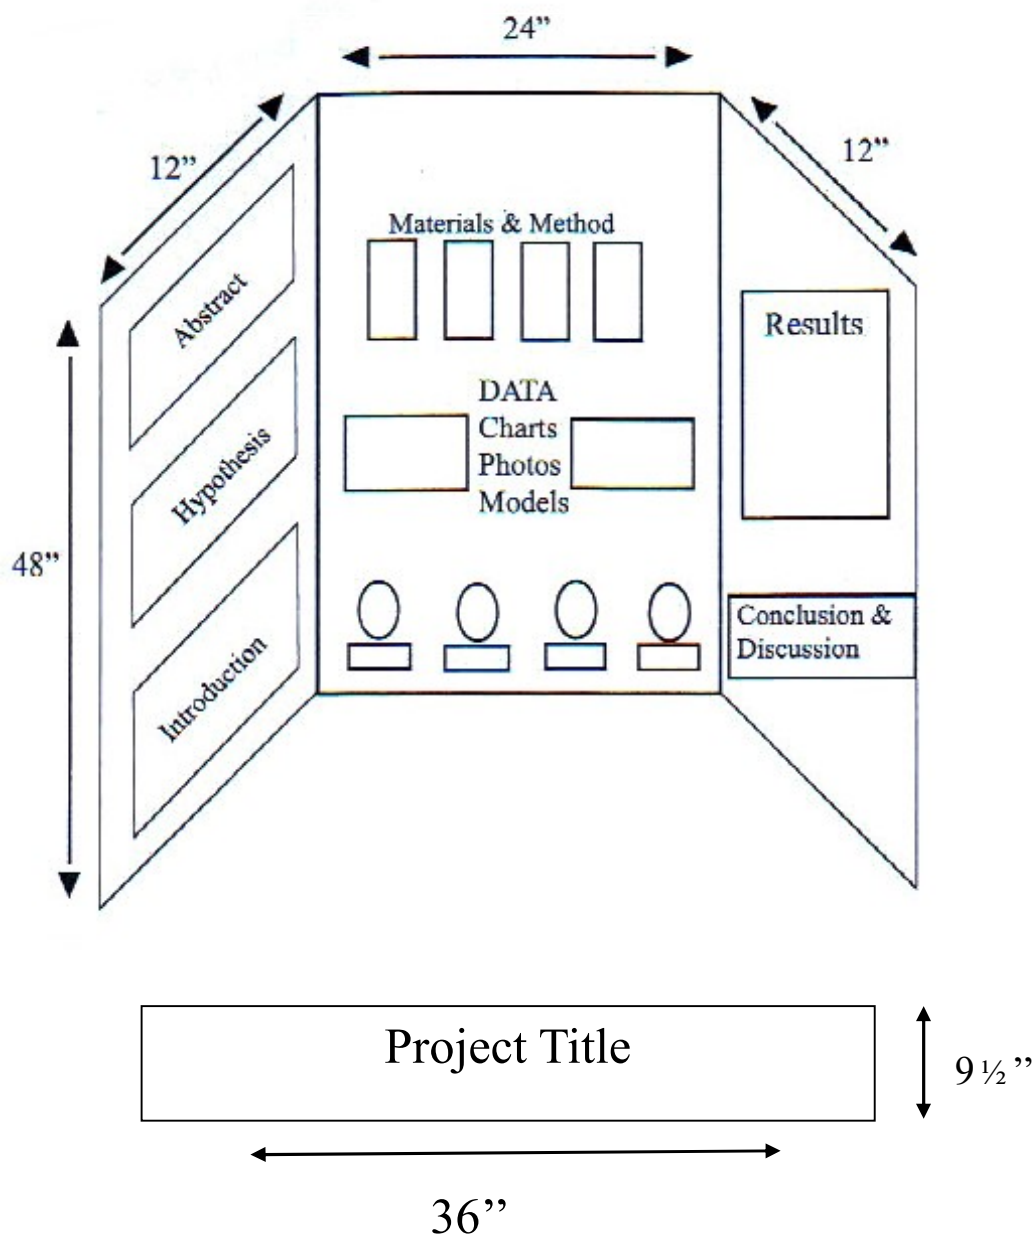 24”
12”
12”
Materials & Method
Abstract
Results
DATA
Charts
Photos
Models
Hypothesis
48”
Conclusion &
Discussion
Introduction
Project Title
9 ½ ”
36”